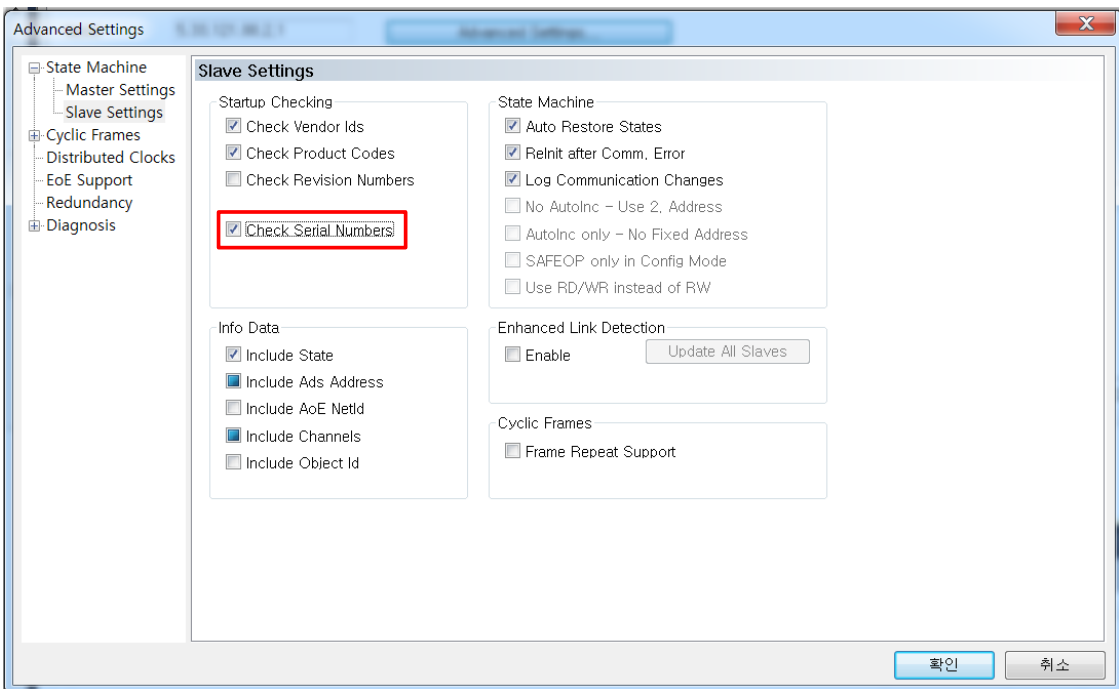 Advanced Settings
State Machine
Master Settings
Slave Settings
Cyclic Frames
Distributed Clocks
EoE Support
Redundancy
Diagnosis
Slave Settings
Startup Checking
Check Vendor Ids
Check Product Codes
Check Revision Numbers
Check Serial Numbers
State Machine
Auto Restore States
ReInit after Comm. Error
Log Communication Changes
No AutoInc - Use 2. Address
AutoInc only - No Fixed Address
SAFEOP only in Config Mode
Use RD/WR instead of RW
Info Data
Include State
Include Ads Address
Include AoE NetId
Include Channels
Include Object Id
Enhanced Link Detection
Enable
Update All Slaves
Cyclic Frames
Frame Repeat Support
확인
취소